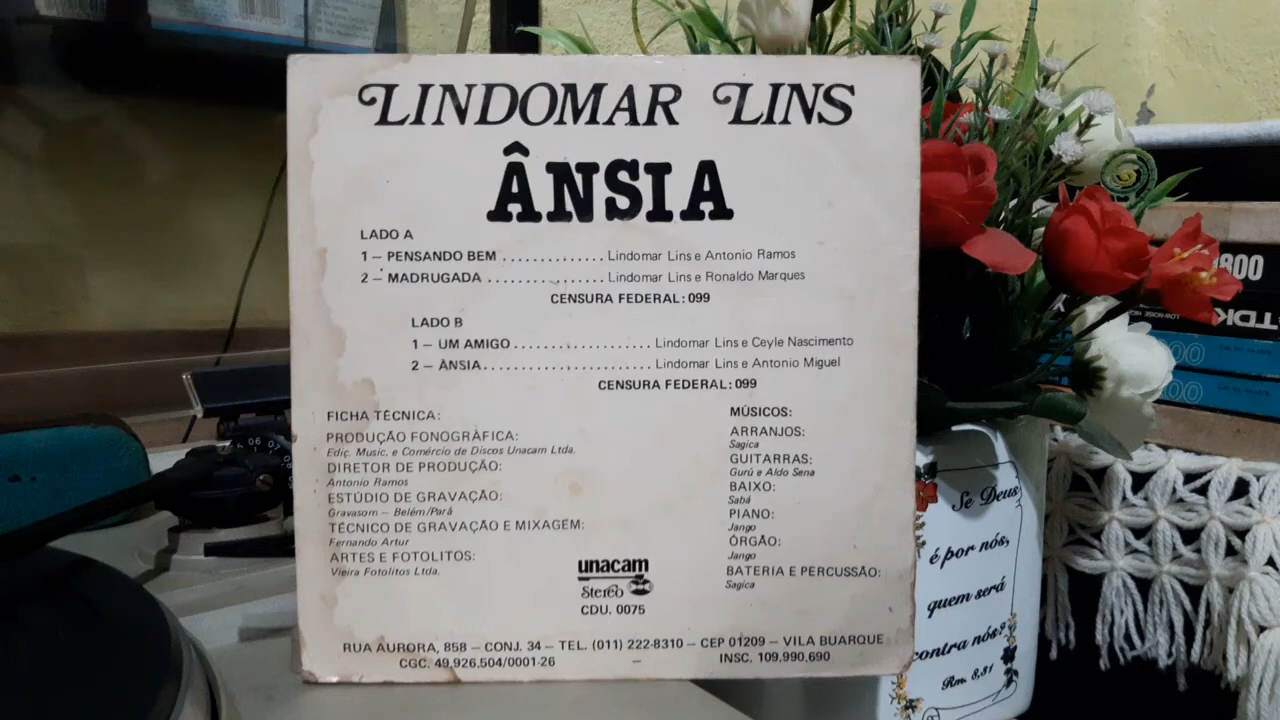 LINDOMAR LINS
ÂNSIA
LADO A
1 – PENSANDO BEM .............. Lindomar Lins e Antonio Ramos
2 – MADRUGADA ................ Lindomar Lins e Ronaldo Marques
CENSURA FEDERAL: 099
LADO B
1 – UM AMIGO ................... Lindomar Lins e Ceyle Nascimento
2 – ÂNSIA ....................... Lindomar Lins e Antonio Miguel
CENSURA FEDERAL: 099
FICHA TÉCNICA:
PRODUÇÃO FONOGRÁFICA:
Ediç. Music. e Comércio de Discos Unacam Ltda.
DIRETOR DE PRODUÇÃO:
Antonio Ramos
ESTÚDIO DE GRAVAÇÃO:
Gravasom – Belém/Pará
TÉCNICO DE GRAVAÇÃO E MIXAGEM:
Fernando Artur
ARTES E FOTOLITOS:
Vieira Fotolitos Ltda.
MÚSICOS:
ARRANJOS:
Sagica
GUITARRAS:
Gurú e Aldo Sena
BAIXO:
Sabá
PIANO:
Jango
ÓRGÃO:
Jango
BATERIA E PERCUSSÃO:
Sagica
unacam
Stereo
CDU. 0075
RUA AURORA, 858 – CONJ. 34 – TEL. (011) 222-8310 – CEP 01209 – VILA BUARQUE
CGC. 49.926.504/0001-26 – INSC. 109.990.690
Se Deus
é por nós,
quem será
contra nós?
Rm. 8,31
TDK
LOW-NOISE
06 07